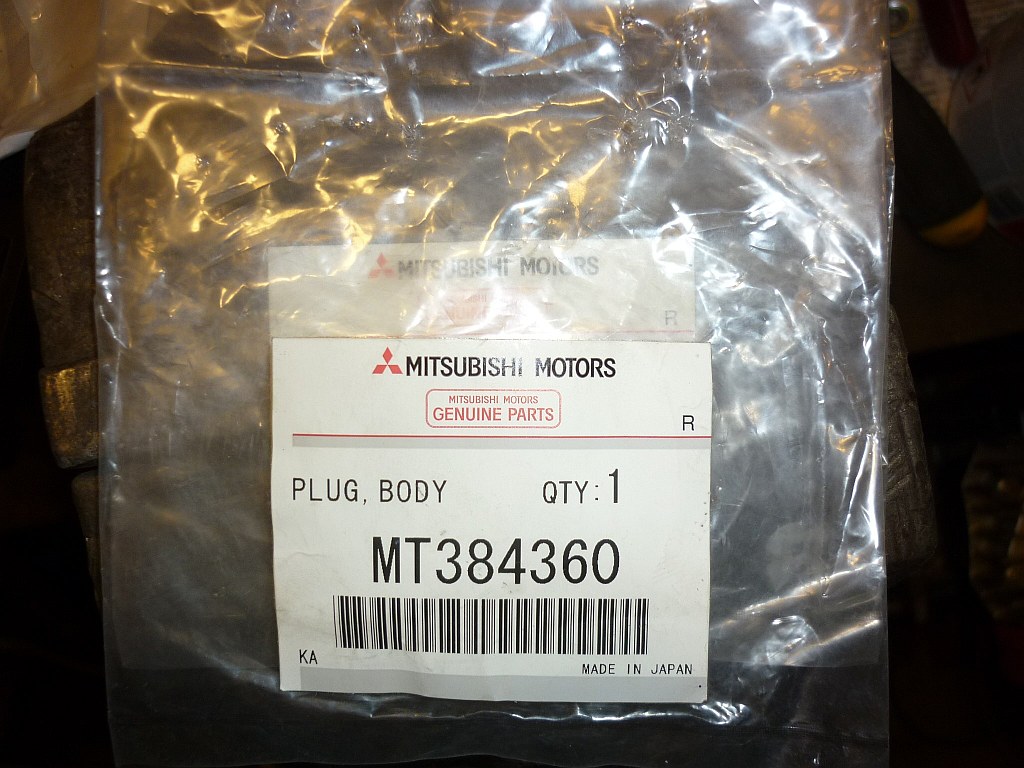 MITSUBISHI MOTORS
R
MITSUBISHI MOTORS
MITSUBISHI MOTORS
GENUINE PARTS
R
PLUG, BODY QTY: 1
MT384360
KA MADE IN JAPAN